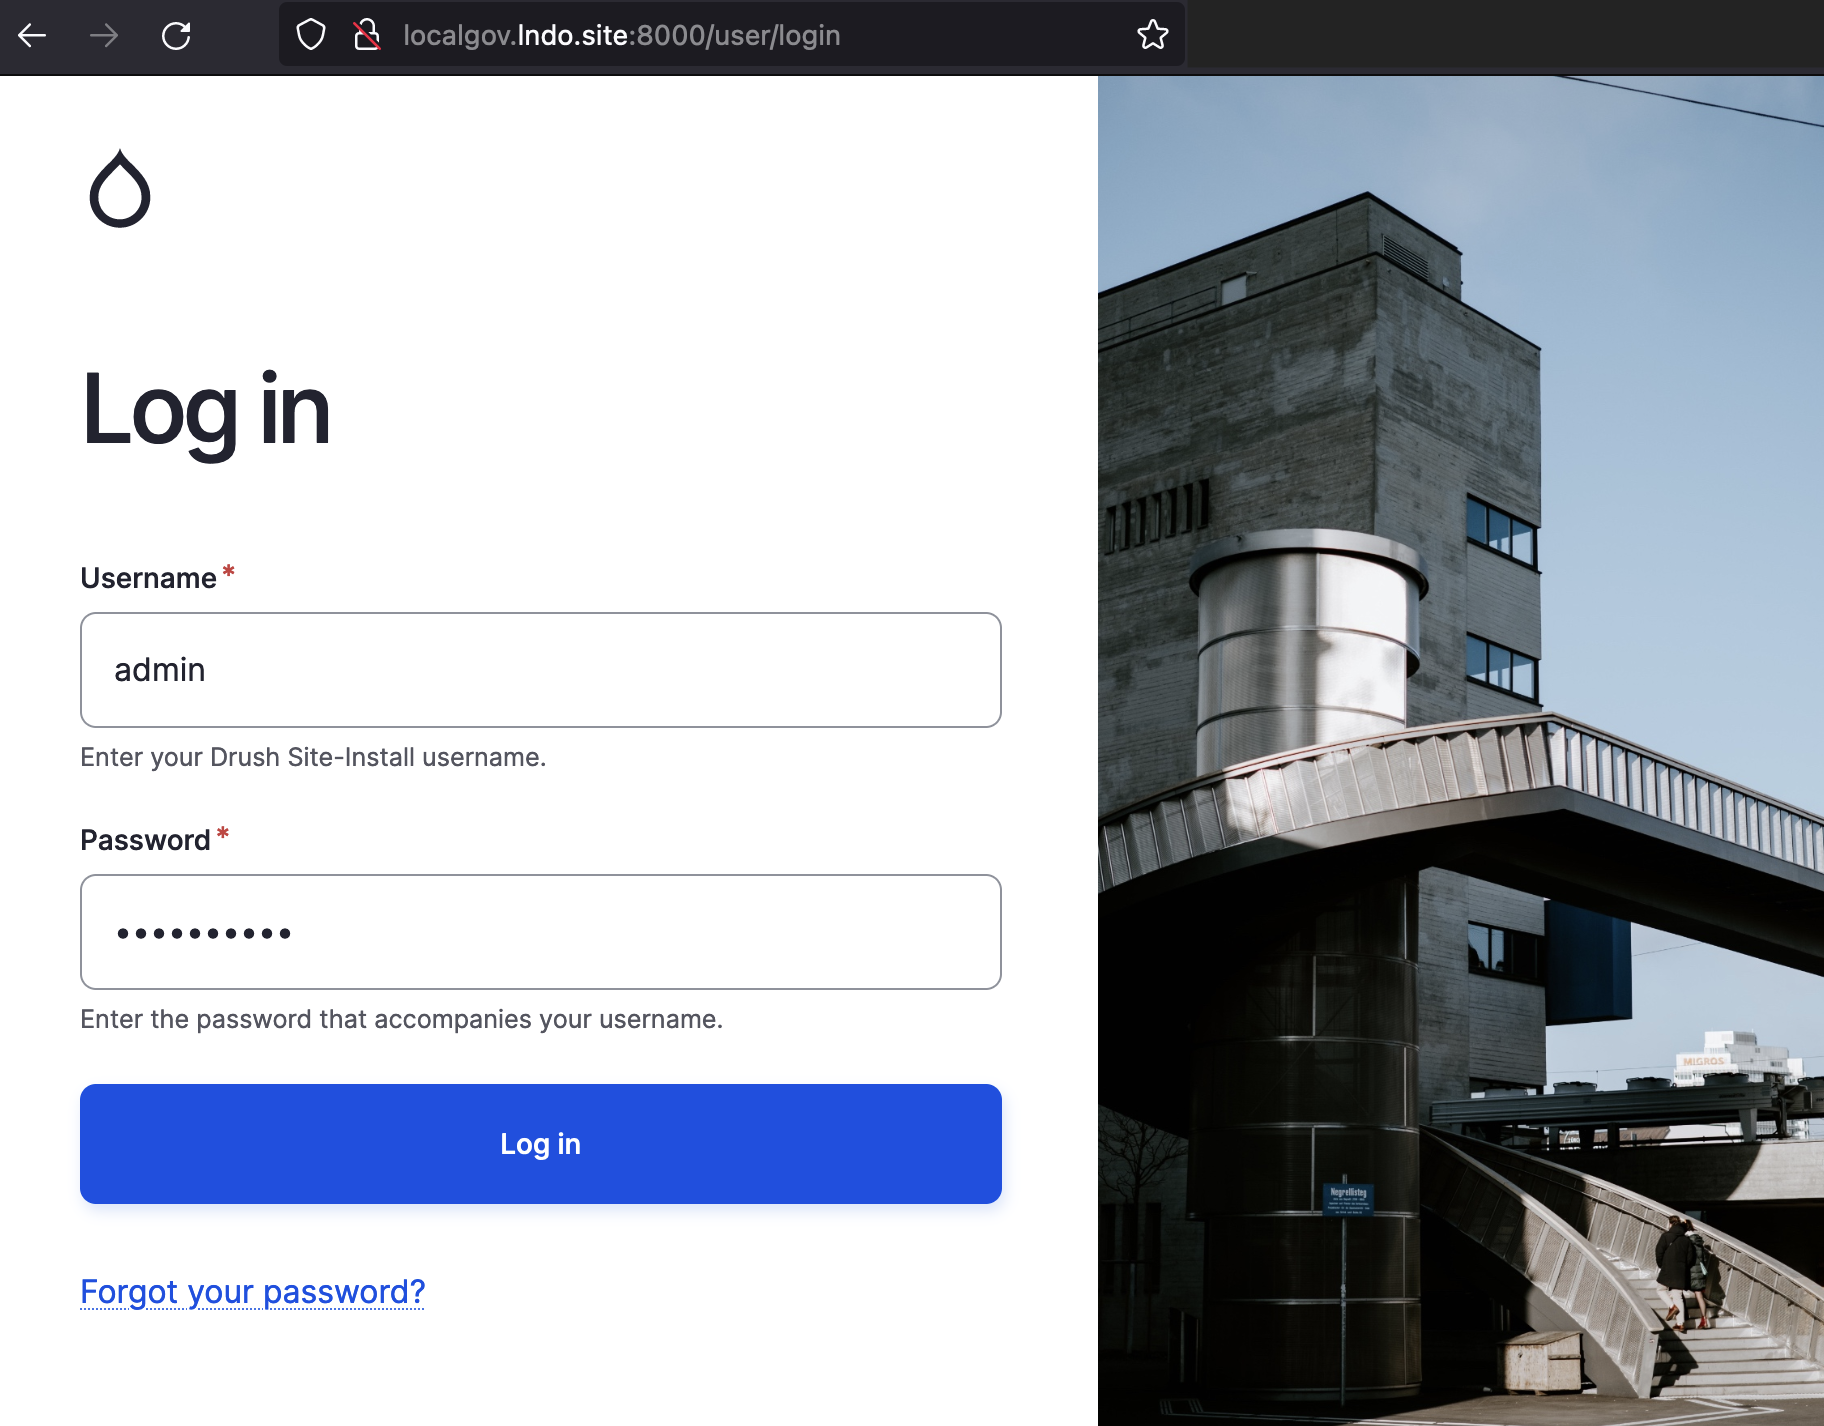 localgov.lndo.site:8000/user/login
Log in
Username *
admin
Enter your Drush Site-Install username.
Password *
••••••••••
Enter the password that accompanies your username.
Log in
Forgot your password?
MIGROS
Negrellisteg